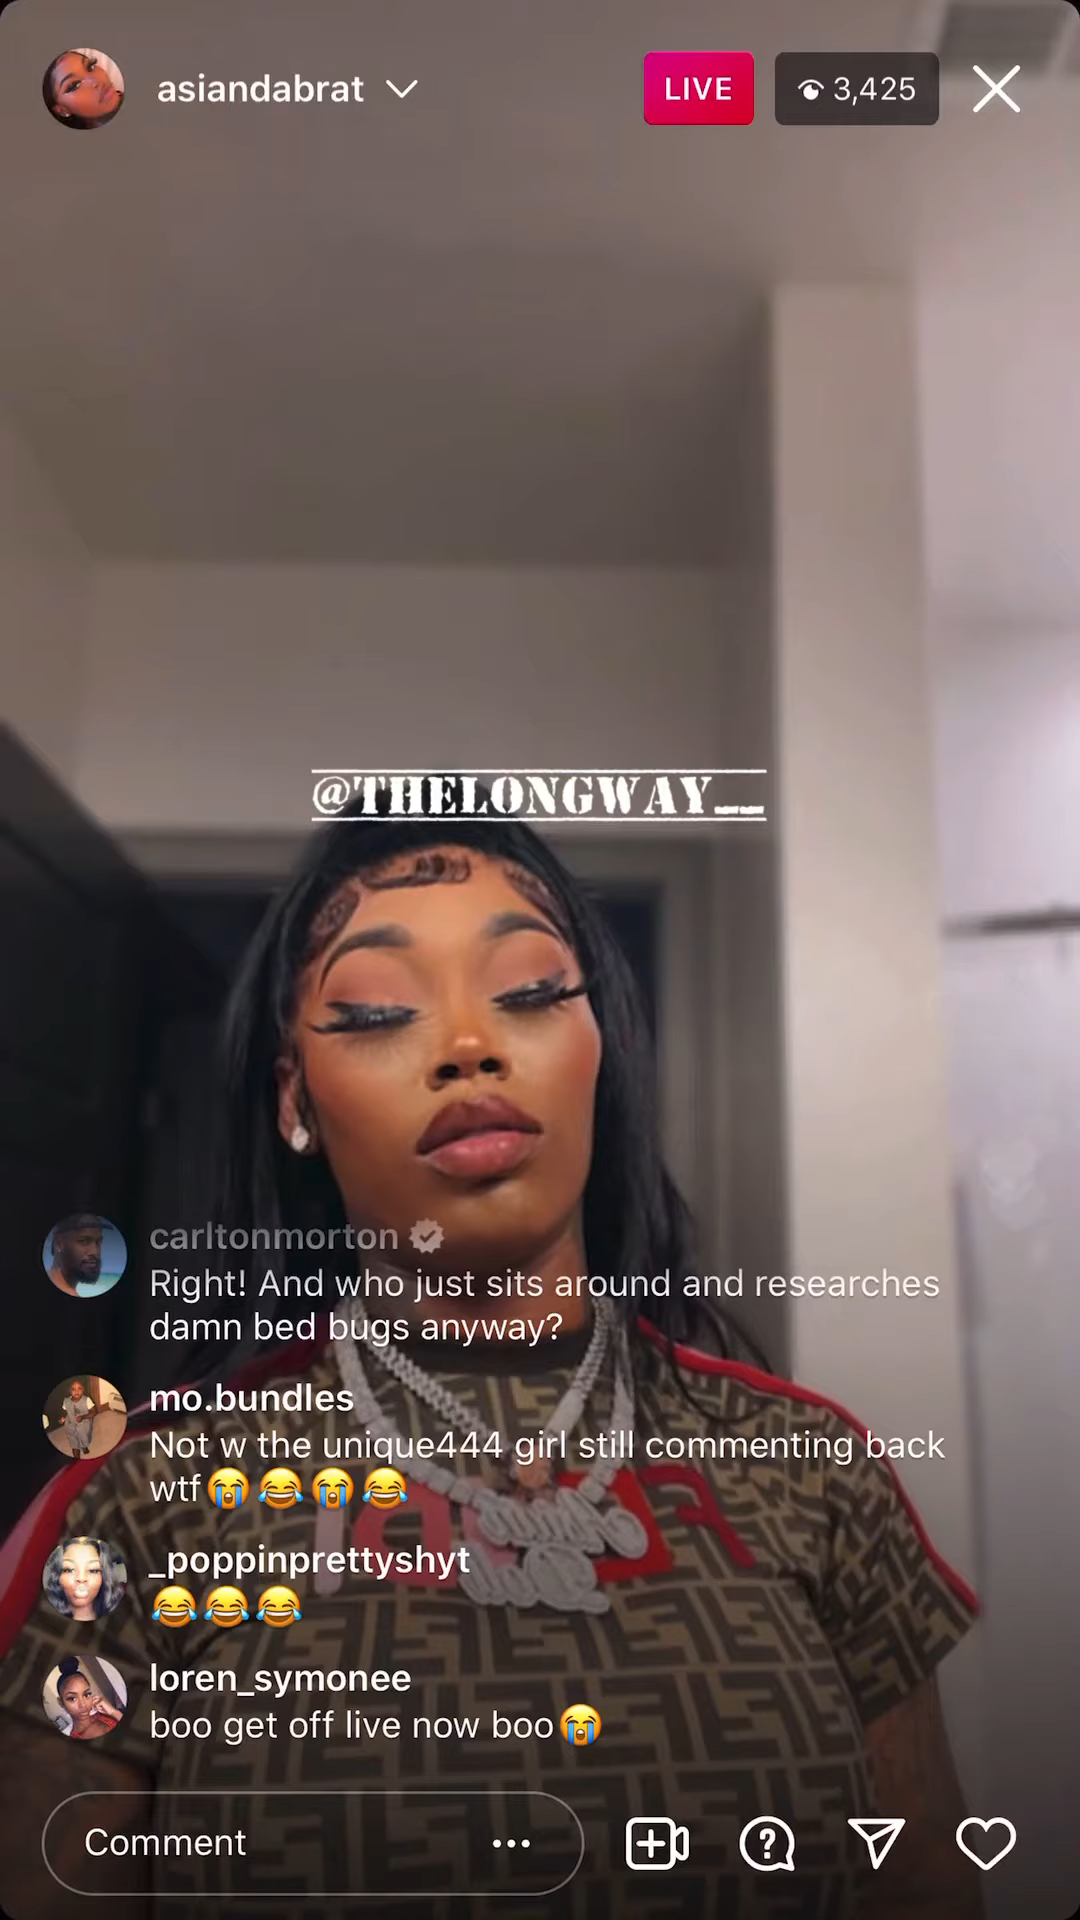 asiandabrat
LIVE
3,425
@THELONGWAY__
carltonmorton
Right! And who just sits around and researches
damn bed bugs anyway?
mo.bundles
Not w the unique444 girl still commenting back
wtf😭😂😭😂
_poppinprettyshyt
😂😂😂
loren_symonee
boo get off live now boo😭
Comment